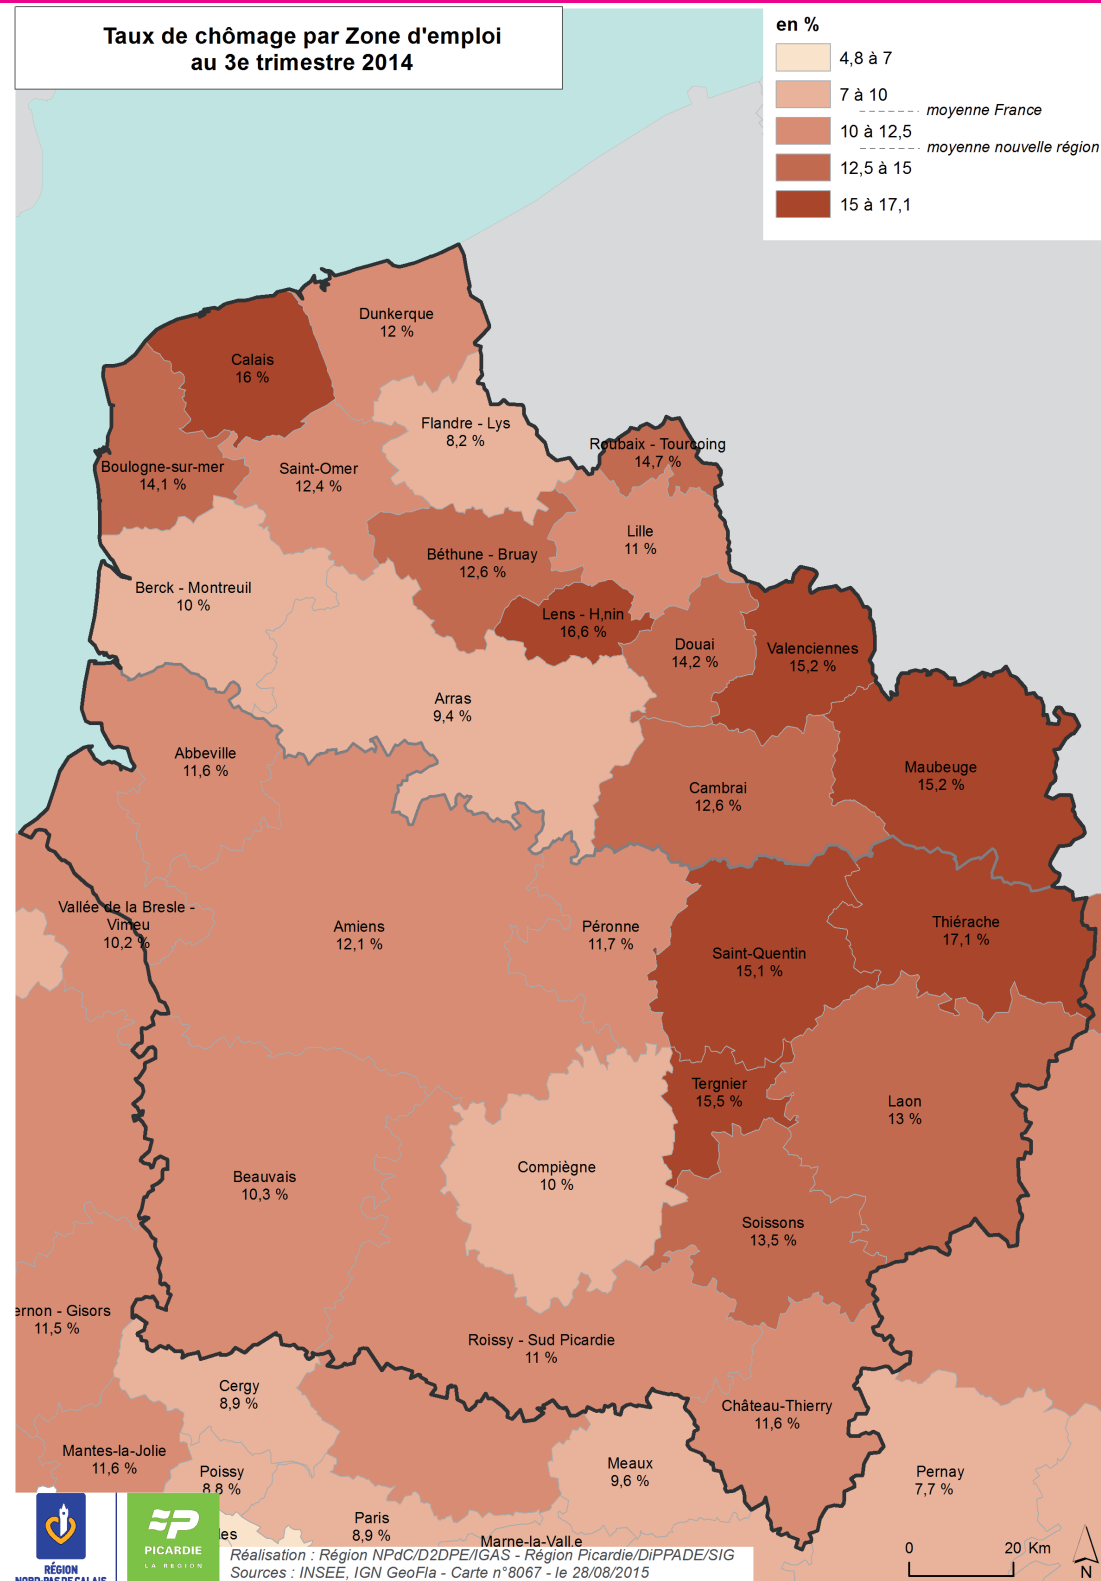 Taux de chômage par Zone d'emploi
au 3e trimestre 2014
en %
4,8 à 7
7 à 10
moyenne France
10 à 12,5
moyenne nouvelle région
12,5 à 15
15 à 17,1
Dunkerque
12 %
Calais
16 %
Flandre - Lys
8,2 %
Roubaix - Tourcoing
14,7 %
Boulogne-sur-mer
14,1 %
Saint-Omer
12,4 %
Lille
11 %
Béthune - Bruay
12,6 %
Berck - Montreuil
10 %
Lens - H,nin
16,6 %
Douai
14,2 %
Valenciennes
15,2 %
Arras
9,4 %
Abbeville
11,6 %
Maubeuge
15,2 %
Cambrai
12,6 %
Vallée de la Bresle -
Vimeu
10,2 %
Amiens
12,1 %
Péronne
11,7 %
Thiérache
17,1 %
Saint-Quentin
15,1 %
Tergnier
15,5 %
Laon
13 %
Compiègne
10 %
Beauvais
10,3 %
Soissons
13,5 %
ernon - Gisors
11,5 %
Roissy - Sud Picardie
11 %
Cergy
8,9 %
Château-Thierry
11,6 %
Mantes-la-Jolie
11,6 %
Poissy
8,8 %
Meaux
9,6 %
Pernay
7,7 %
Paris
8,9 %
Marne-la-Vall,e
les
PICARDIE
LA RÉGION
RÉGION
NORD-PAS DE CALAIS
Réalisation : Région NPdC/D2DPE/IGAS - Région Picardie/DiPPADE/SIG
Sources : INSEE, IGN GeoFla - Carte n°8067 - le 28/08/2015
0 20 Km
N